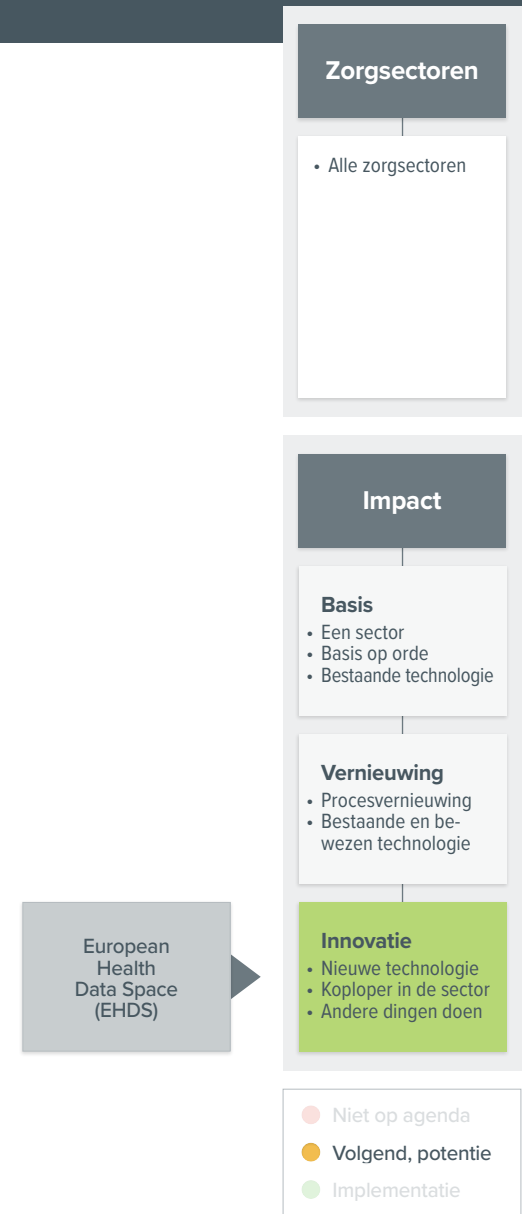 Zorgsectoren
• Alle zorgsectoren
Impact
Basis
• Een sector
• Basis op orde
• Bestaande technologie
Vernieuwing
• Procesvernieuwing
• Bestaande en be-
wezen technologie
European
Health
Data Space
(EHDS)
Innovatie
• Nieuwe technologie
• Koploper in de sector
• Andere dingen doen
Niet op agenda
Volgend, potentie
Implementatie